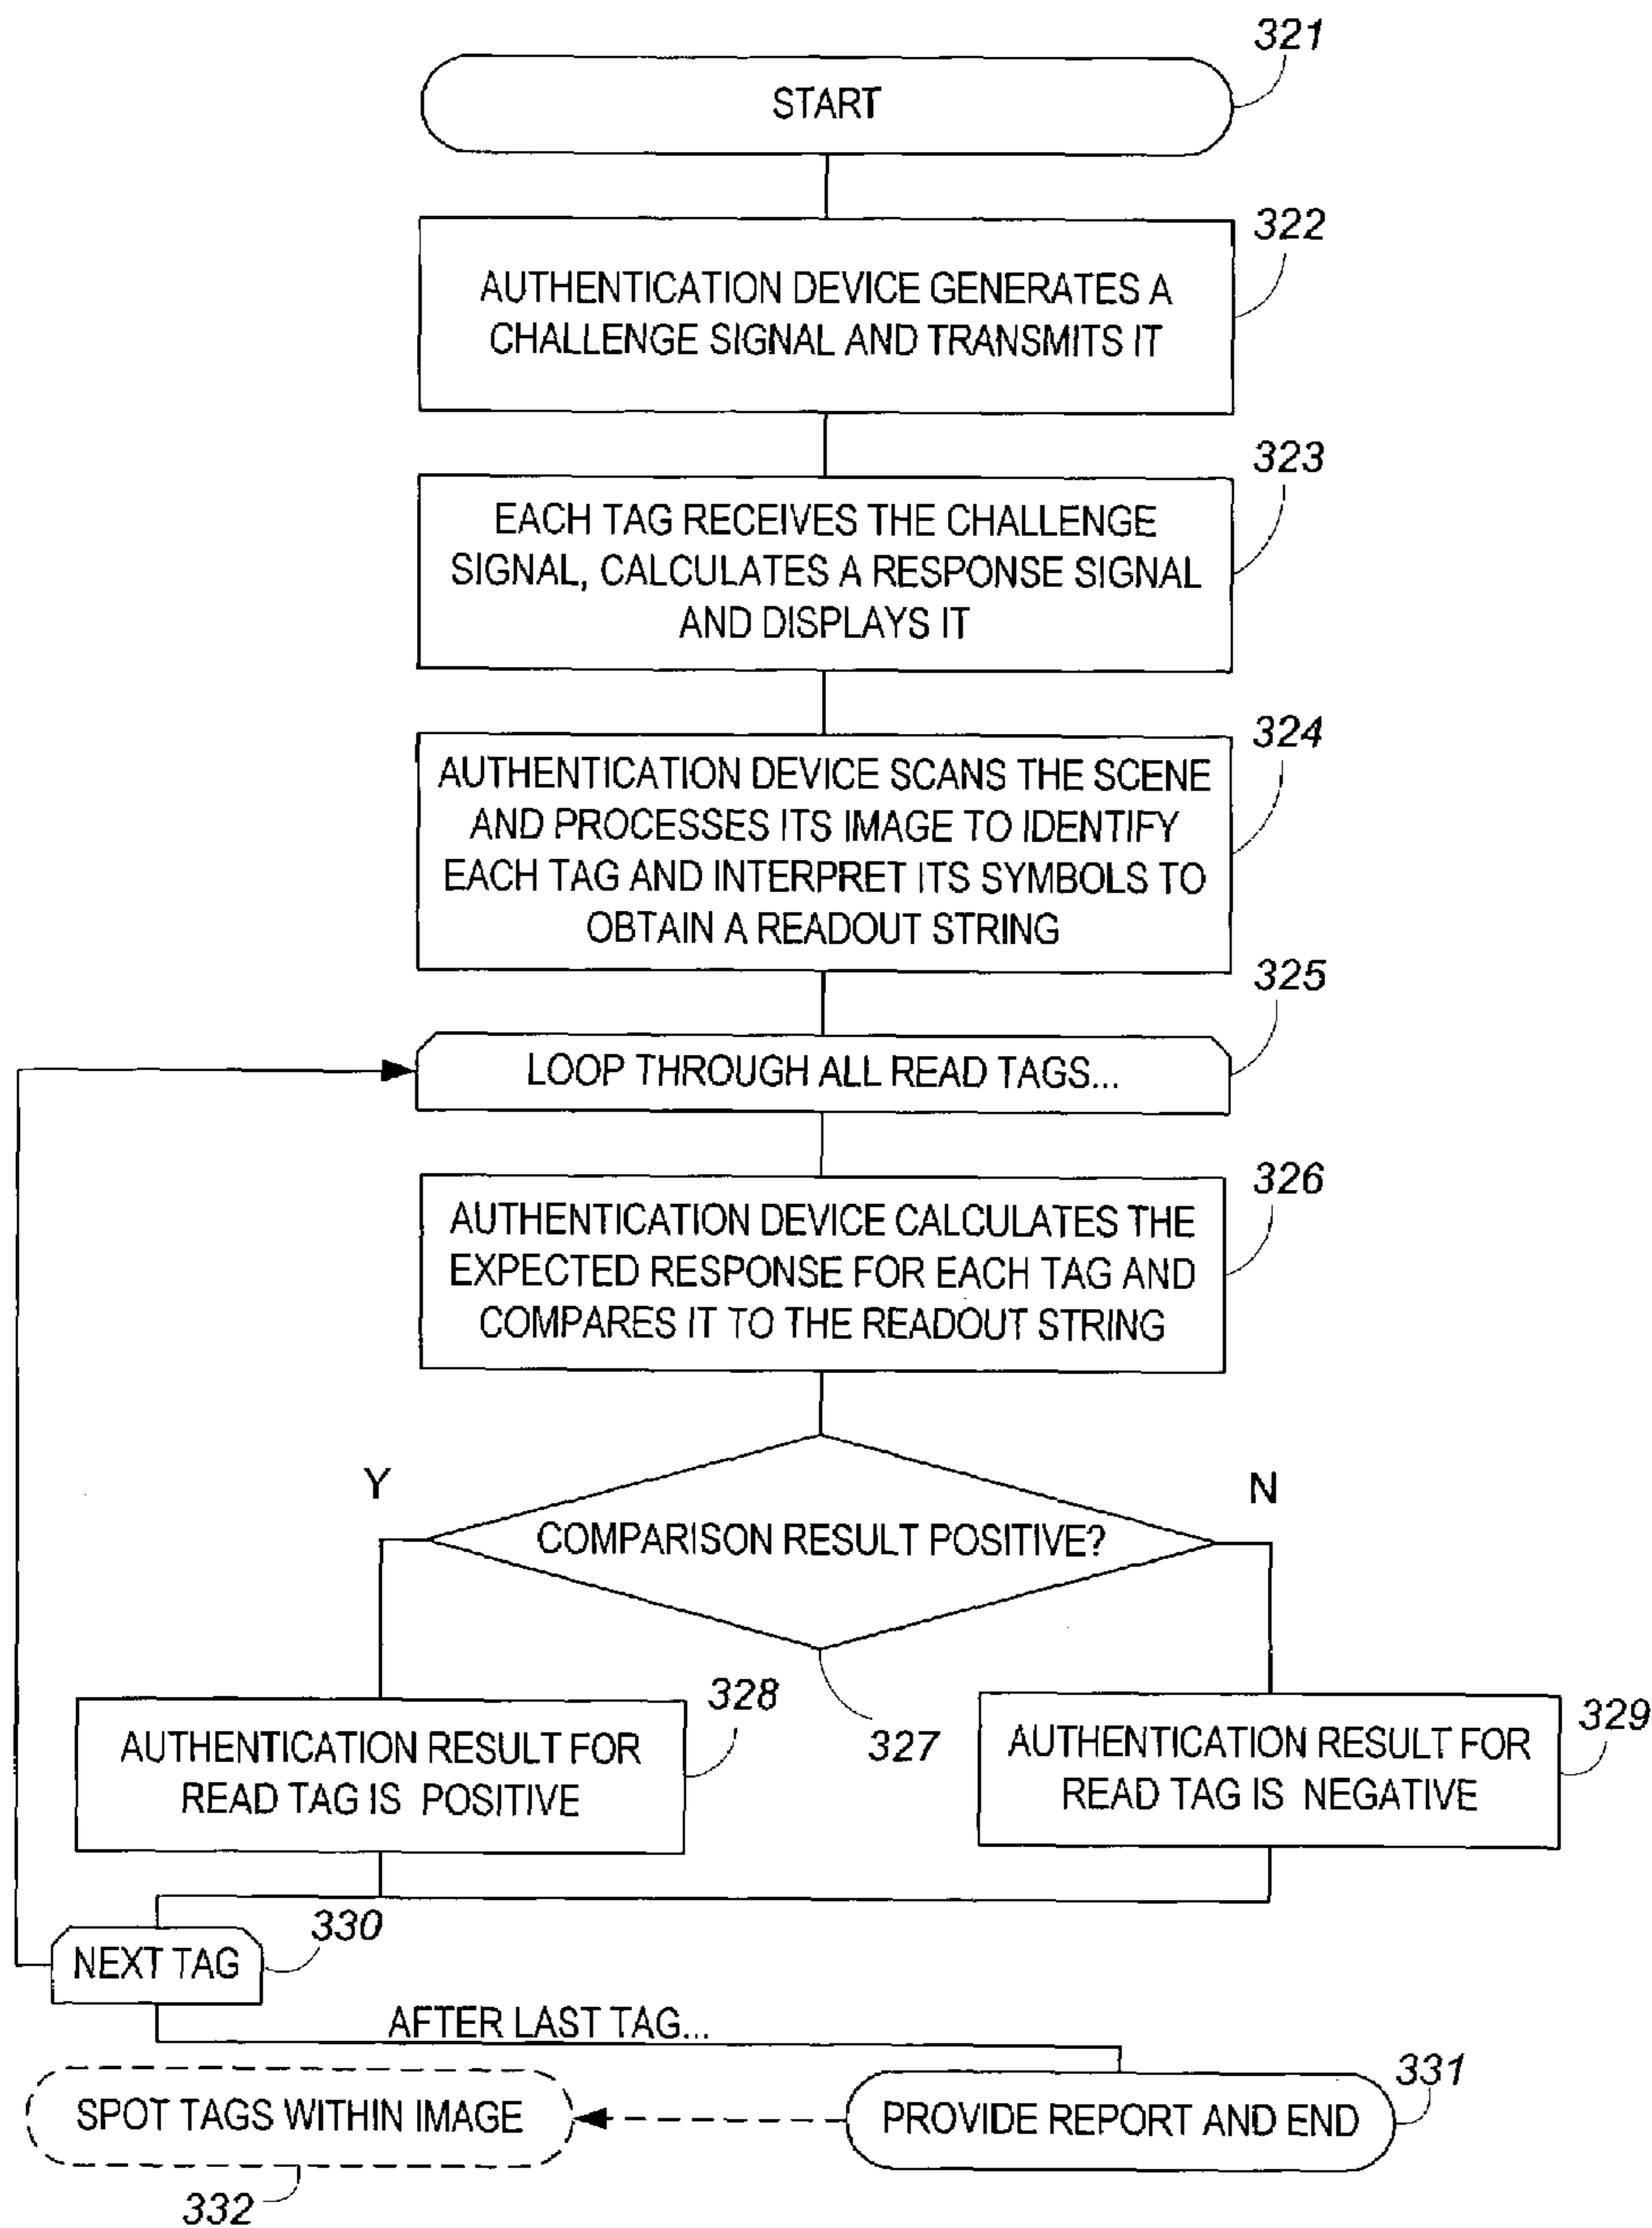 321
START
322
AUTHENTICATION DEVICE GENERATES A
CHALLENGE SIGNAL AND TRANSMITS IT
323
EACH TAG RECEIVES THE CHALLENGE
SIGNAL, CALCULATES A RESPONSE SIGNAL
AND DISPLAYS IT
324
AUTHENTICATION DEVICE SCANS THE SCENE
AND PROCESSES ITS IMAGE TO IDENTIFY
EACH TAG AND INTERPRET ITS SYMBOLS TO
OBTAIN A READOUT STRING
325
LOOP THROUGH ALL READ TAGS...
326
AUTHENTICATION DEVICE CALCULATES THE
EXPECTED RESPONSE FOR EACH TAG AND
COMPARES IT TO THE READOUT STRING
Y
N
COMPARISON RESULT POSITIVE?
327
328
AUTHENTICATION RESULT FOR
READ TAG IS POSITIVE
329
AUTHENTICATION RESULT FOR
READ TAG IS NEGATIVE
330
NEXT TAG
AFTER LAST TAG...
331
SPOT TAGS WITHIN IMAGE
PROVIDE REPORT AND END
332